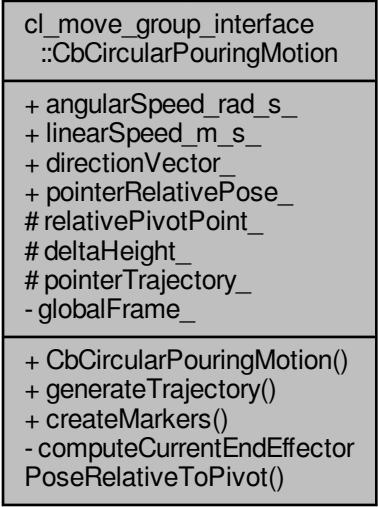 cl_move_group_interface
::CbCircularPouringMotion
+ angularSpeed_rad_s_
+ linearSpeed_m_s_
+ directionVector_
+ pointerRelativePose_
# relativePivotPoint_
# deltaHeight_
# pointerTrajectory_
- globalFrame_
+ CbCircularPouringMotion()
+ generateTrajectory()
+ createMarkers()
- computeCurrentEndEffector
PoseRelativeToPivot()